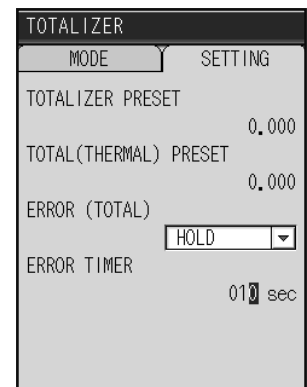 TOTALIZER
MODE SETTING
TOTALIZER PRESET
0.000
TOTAL(THERMAL) PRESET
0.000
ERROR (TOTAL)
HOLD
ERROR TIMER
010 sec